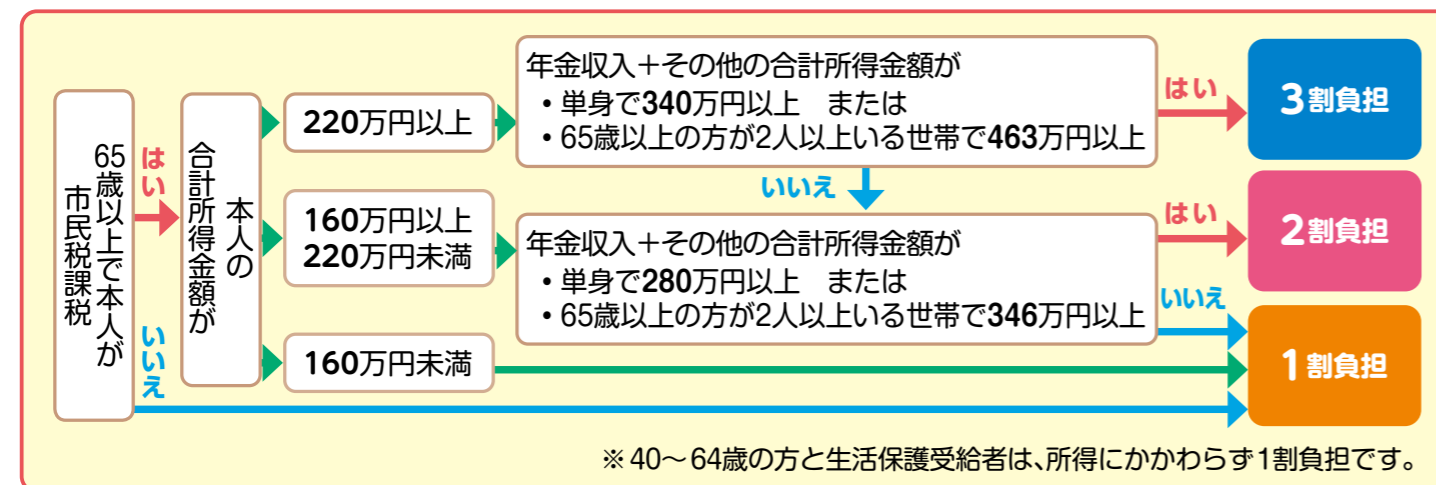 65歳以上で本人が
市民税課税
はい
いいえ
本人の
合計所得金額が
220万円以上
160万円以上
220万円未満
160万円未満
年金収入＋その他の合計所得金額が
・単身で340万円以上　または
・65歳以上の方が2人以上いる世帯で463万円以上
はい
3割負担
いいえ
年金収入＋その他の合計所得金額が
・単身で280万円以上　または
・65歳以上の方が2人以上いる世帯で346万円以上
はい
2割負担
いいえ
1割負担
※40～64歳の方と生活保護受給者は、所得にかかわらず1割負担です。